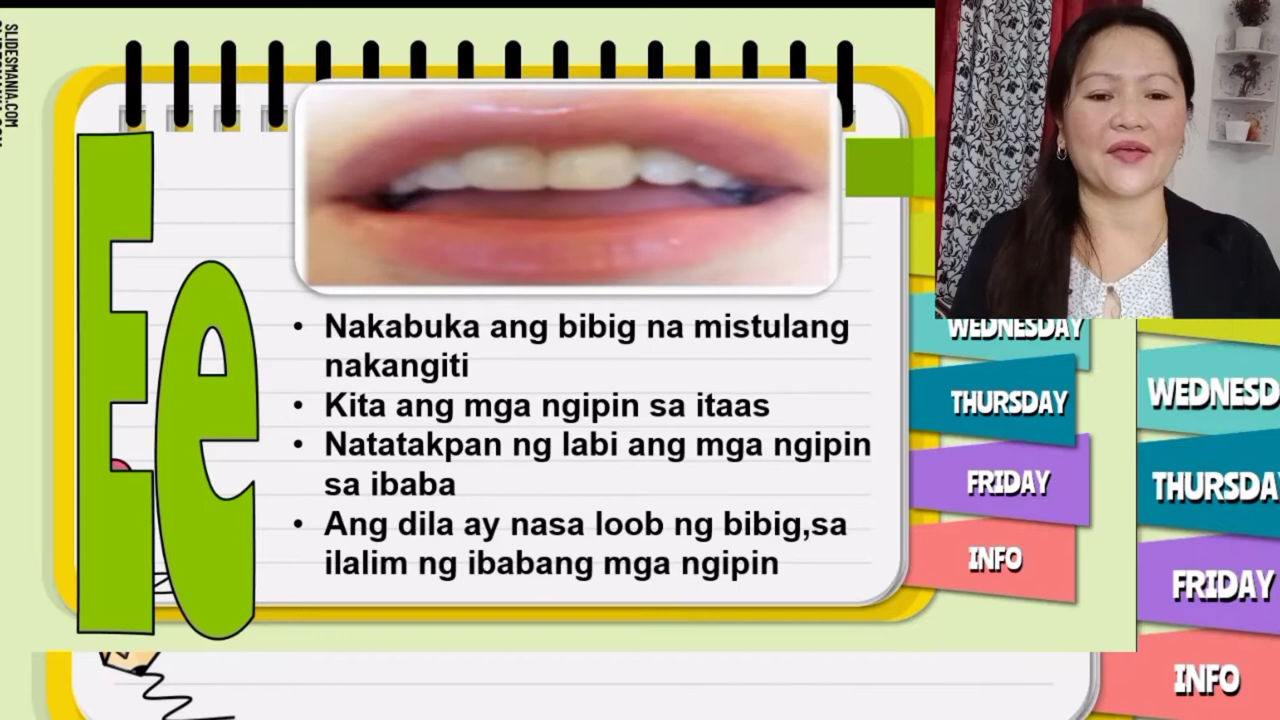 SLIDESMANIA.COM
Ee
Nakabuka ang bibig na mistulang
nakangiti
Kita ang mga ngipin sa itaas
Natatakpan ng labi ang mga ngipin
sa ibaba
Ang dila ay nasa loob ng bibig,sa
ilalim ng ibabang mga ngipin
WEDNESDAY
THURSDAY
FRIDAY
INFO
WEDNESD
THURSDA
FRIDAY
INFO